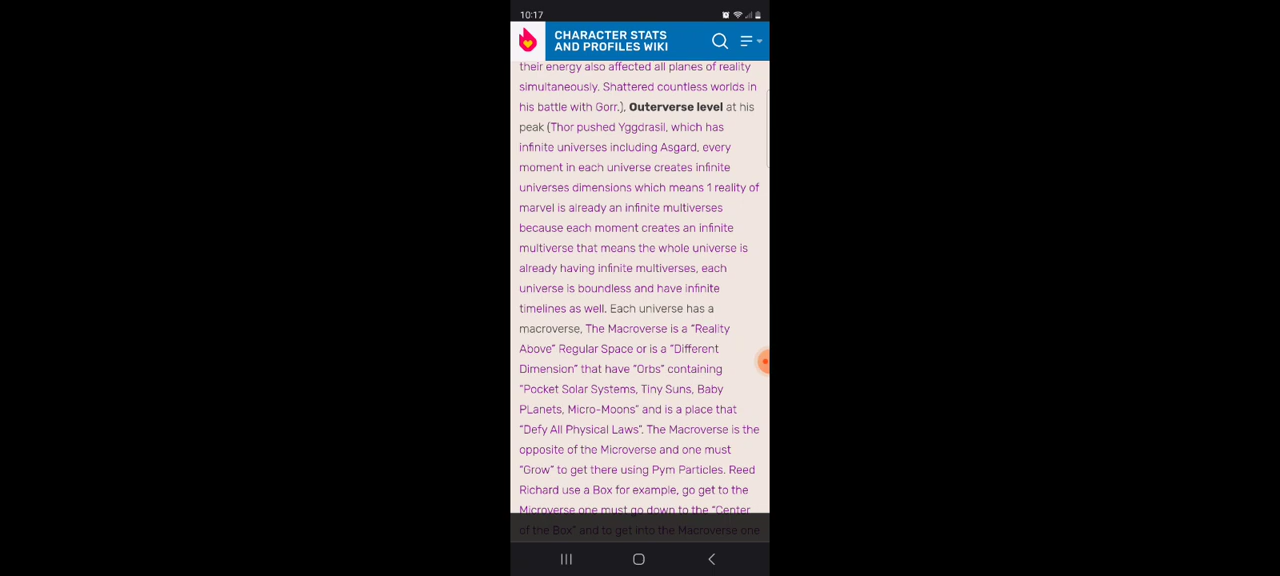 10:17
CHARACTER STATS
AND PROFILES WIKI
their energy also affected all planes of reality
simultaneously. Shattered countless worlds in
his battle with Gorr.), Outerverse level at his
peak (Thor pushed Yggdrasil, which has
infinite universes including Asgard, every
moment in each universe creates infinite
universes dimensions which means 1 reality of
marvel is already an infinite multiverses
because each moment creates an infinite
multiverse that means the whole universe is
already having infinite multiverses, each
universe is boundless and have infinite
timelines as well. Each universe has a
macroverse, The Macroverse is a "Reality
Above" Regular Space or is a "Different
Dimension" that have "Orbs" containing
"Pocket Solar Systems, Tiny Suns, Baby
PLanets, Micro-Moons" and is a place that
"Defy All Physical Laws". The Macroverse is the
opposite of the Microverse and one must
"Grow" to get there using Pym Particles. Reed
Richard use a Box for example, go get to the
Microverse one must go down to the "Center
of the Box" and to get into the Macroverse one